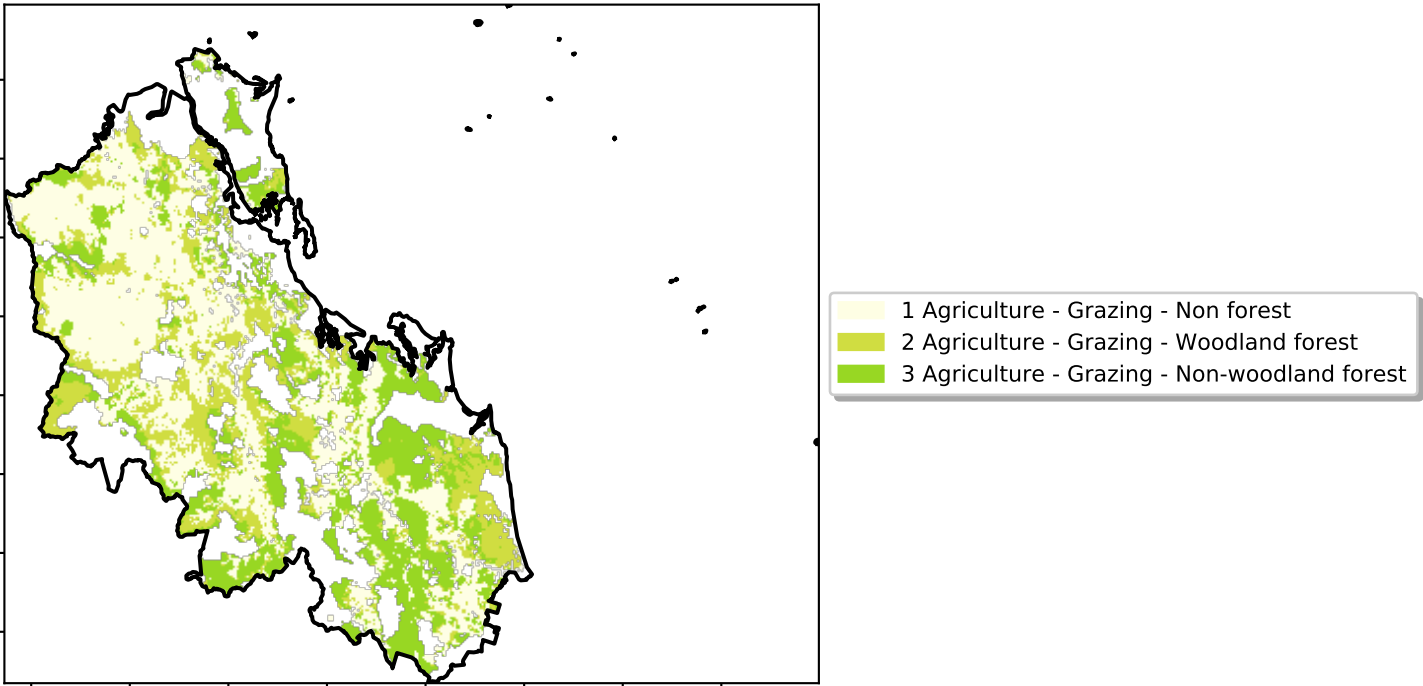 1 Agriculture - Grazing - Non forest
2 Agriculture - Grazing - Woodland forest
3 Agriculture - Grazing - Non-woodland forest